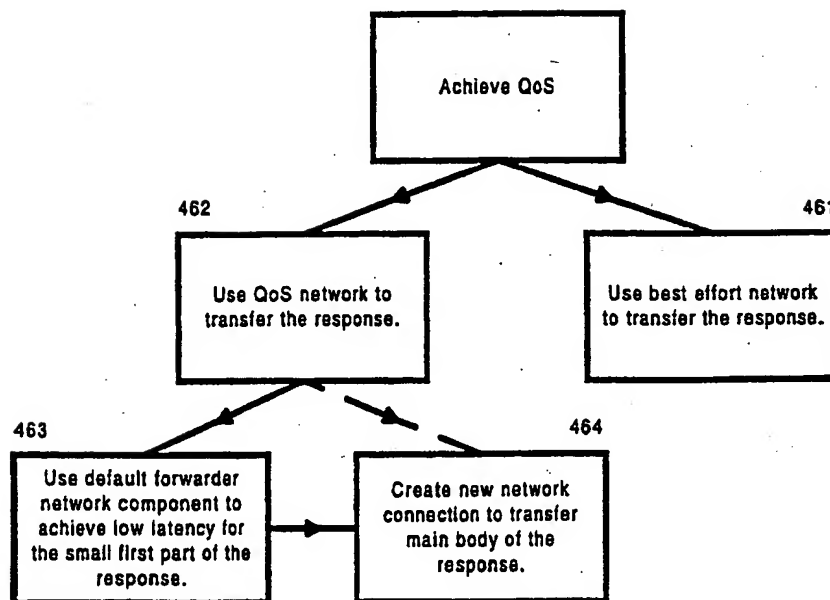 Achieve QoS
462
461
Use QoS network to
transfer the response.
Use best effort network
to transfer the response.
463
464
Use default forwarder
network component to
achieve low latency for
the small first part of the
response.
Create new network
connection to transfer
main body of the
response.